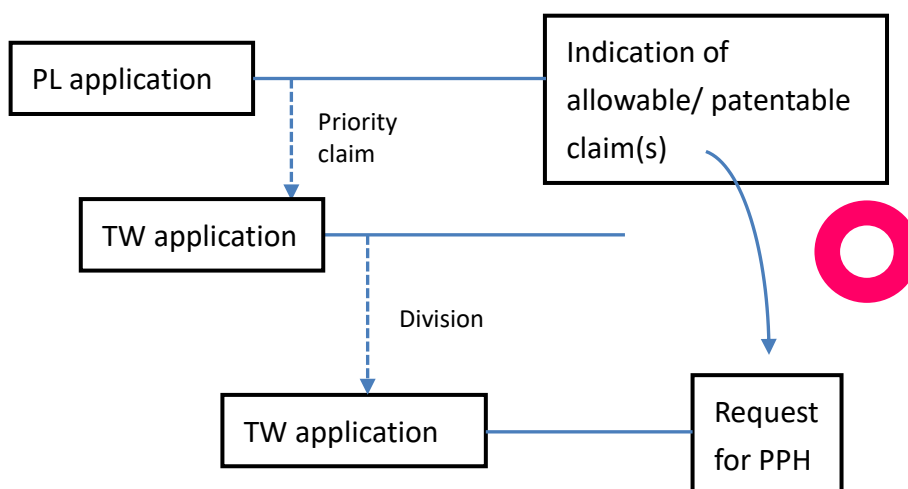 PL application
Indication of
allowable/ patentable
claim(s)
Priority
claim
TW application
Division
TW application
Request
for PPH